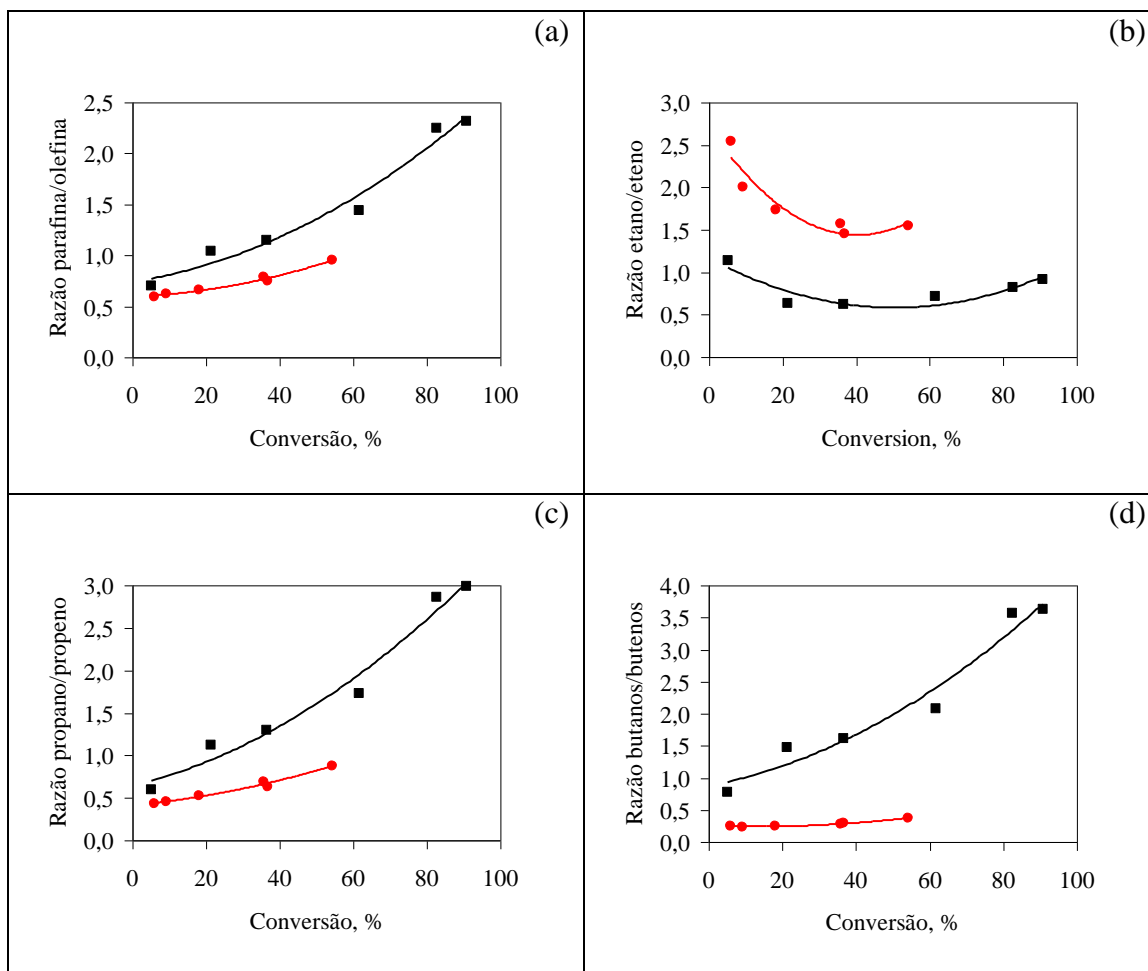 (a)
Razão parafina/olefina
2,5
2,0
1,5
1,0
0,5
0,0
0 20 40 60 80 100
Conversão, %
(b)
Razão etano/eteno
3,0
2,5
2,0
1,5
1,0
0,5
0,0
0 20 40 60 80 100
Conversion, %
(c)
Razão propano/propeno
3,0
2,5
2,0
1,5
1,0
0,5
0,0
0 20 40 60 80 100
Conversão, %
(d)
Razão butanos/butenos
4,0
3,5
3,0
2,5
2,0
1,5
1,0
0,5
0,0
0 20 40 60 80 100
Conversão, %